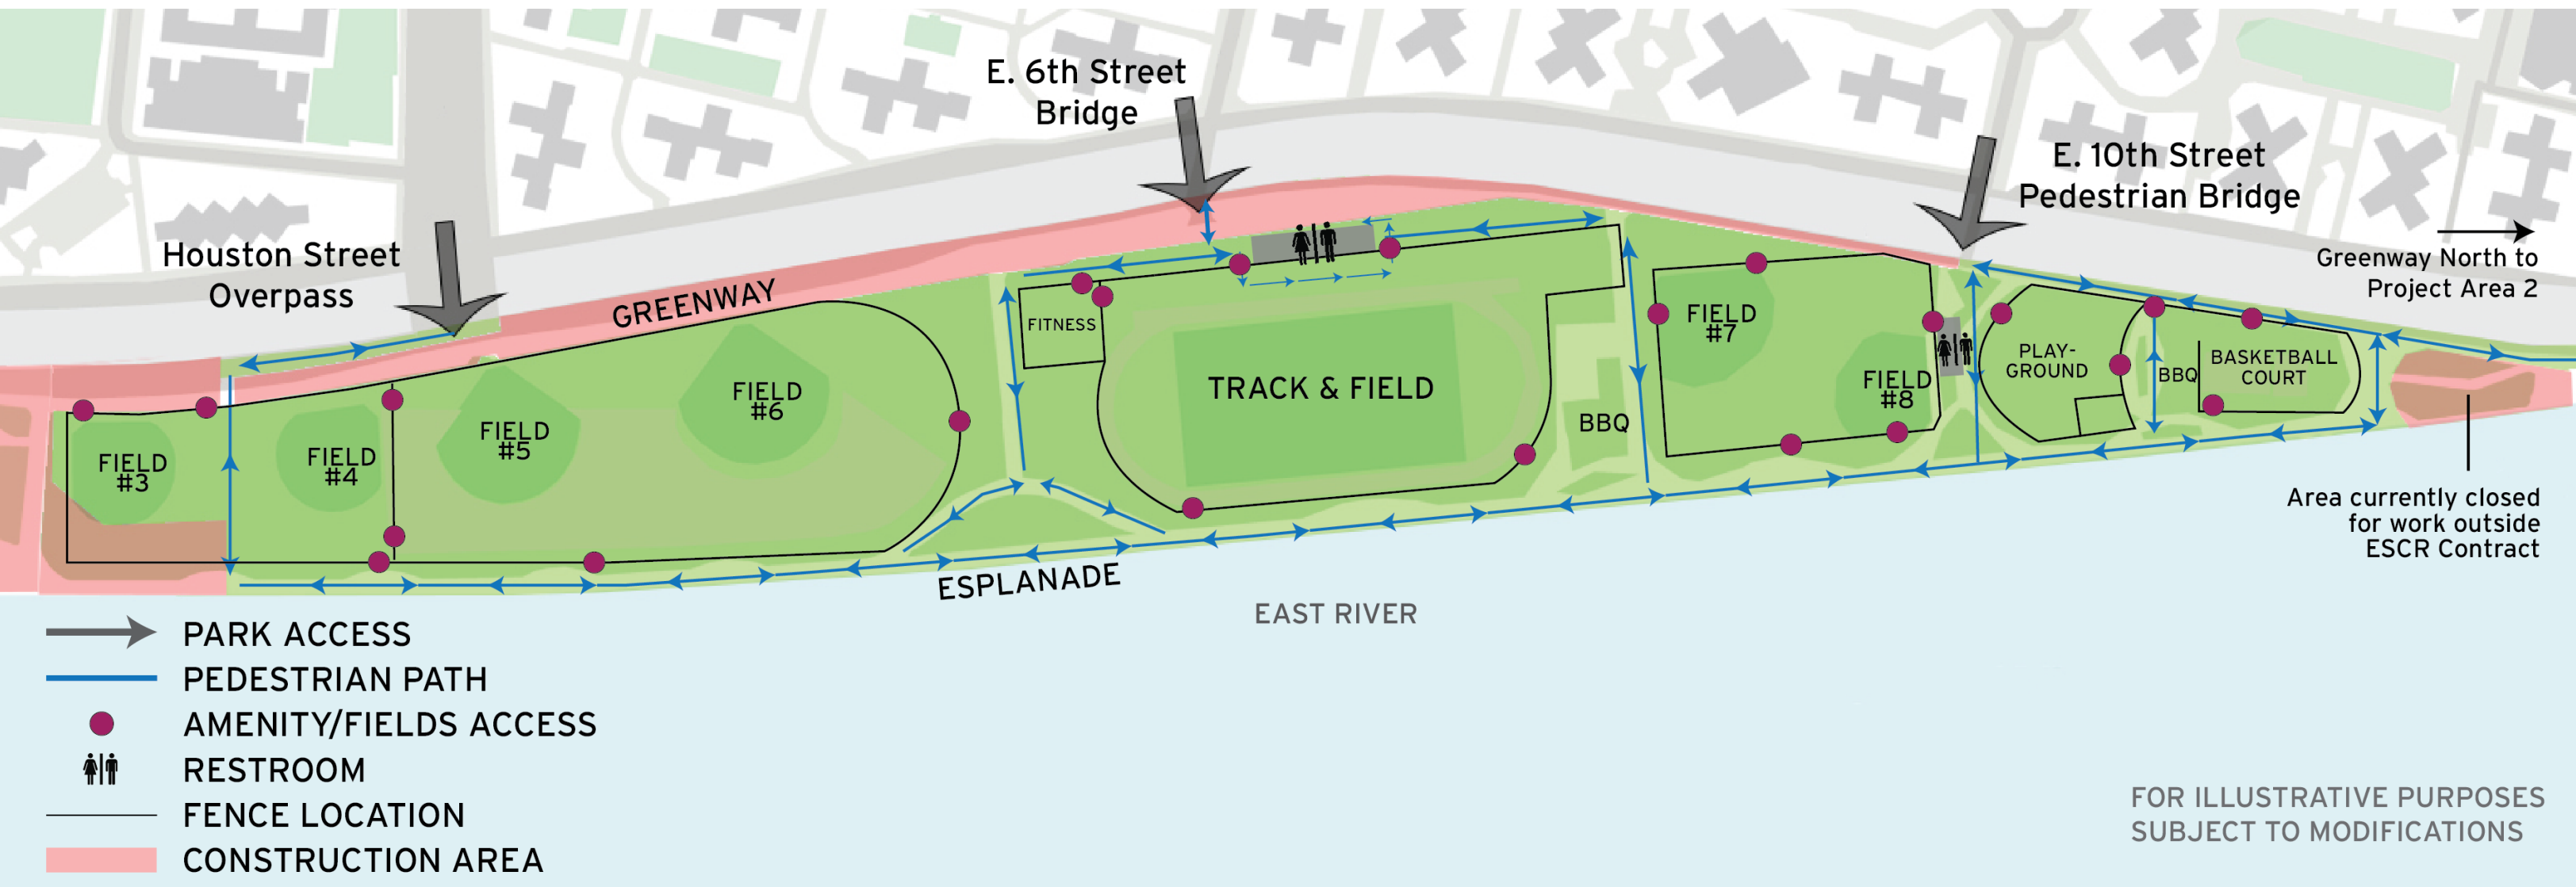 E. 6th Street
Bridge
E. 10th Street
Pedestrian Bridge
Houston Street
Overpass
Greenway North to
Project Area 2
GREENWAY
FITNESS
FIELD
#7
TRACK & FIELD
PLAY-
GROUND
BBQ
BASKETBALL
COURT
FIELD
#8
FIELD
#6
FIELD
#5
FIELD
#4
FIELD
#3
BBQ
Area currently closed
for work outside
ESCR Contract
ESPLANADE
EAST RIVER
PARK ACCESS
PEDESTRIAN PATH
AMENITY/FIELDS ACCESS
RESTROOM
FENCE LOCATION
CONSTRUCTION AREA
FOR ILLUSTRATIVE PURPOSES
SUBJECT TO MODIFICATIONS